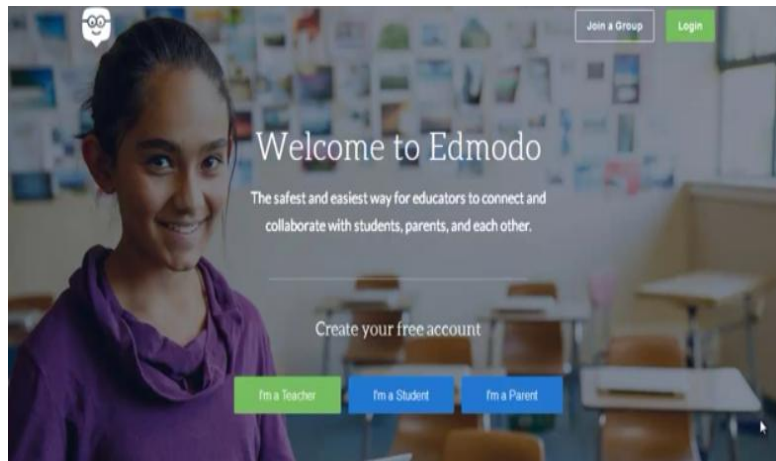 Join a Group
Login
Welcome to Edmodo
The safest and easiest way for educators to connect and
collaborate with students, parents, and each other.
Create your free account
I'm a Teacher
I'm a Student
I'm a Parent